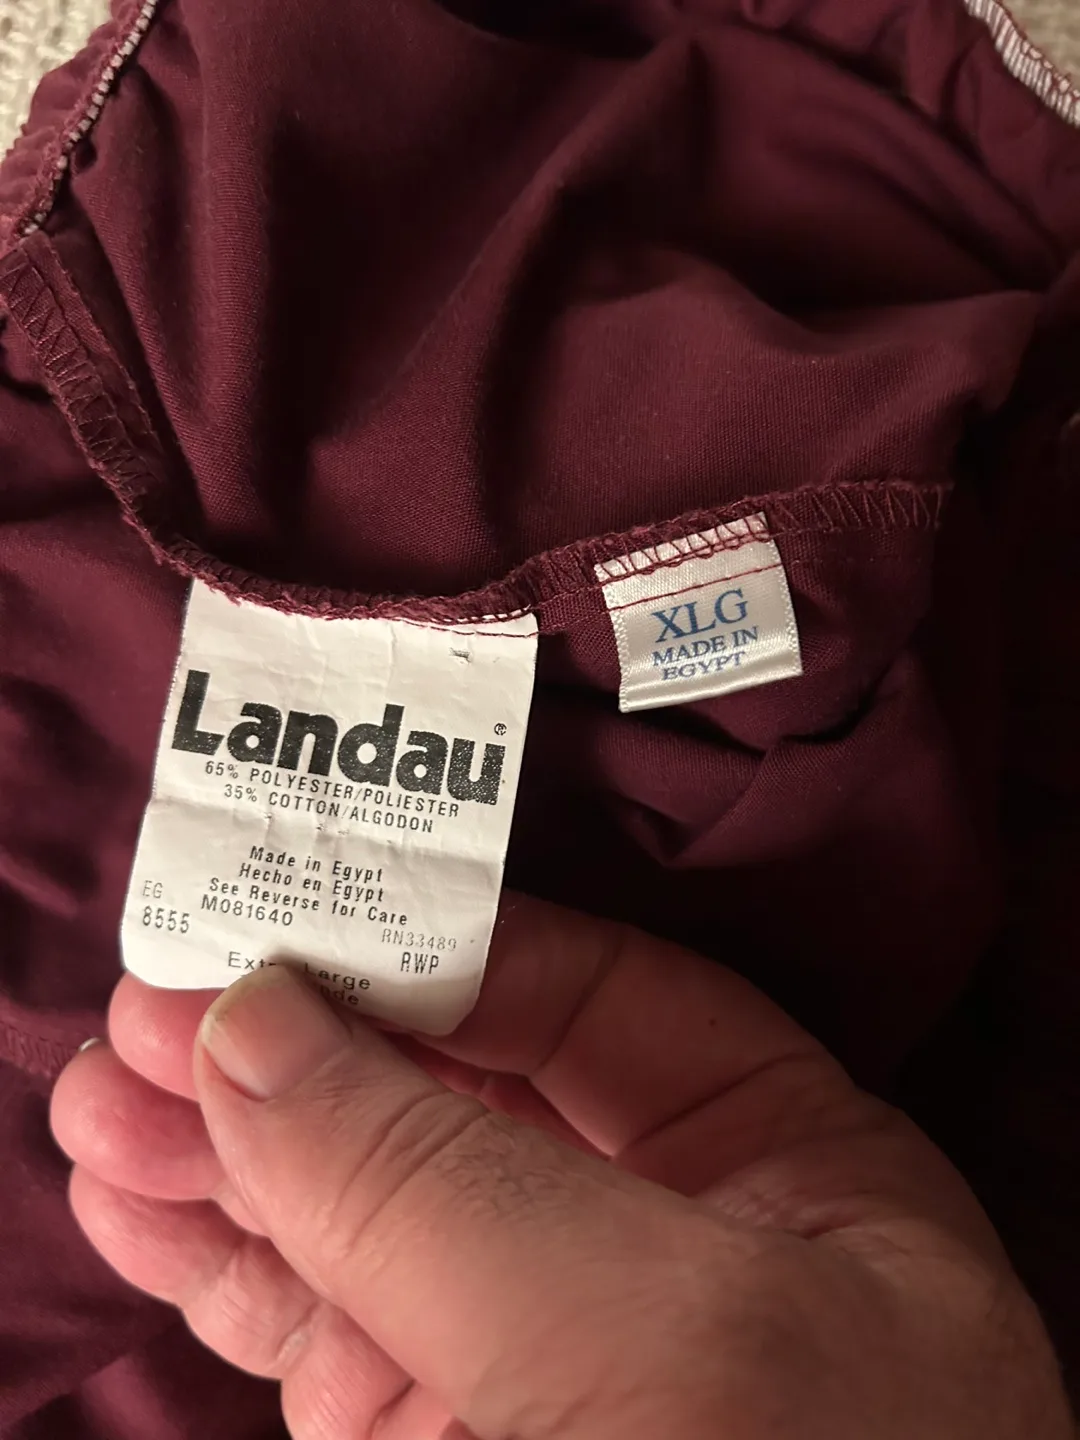 Landau®
65% POLYESTER/POLIESTER
35% COTTON/ALGODON
Made in Egypt
Hecho en Egypt
See Reverse for Care
EG M081640
8555 RN33489
RWP
Large
XLG
MADE IN
EGYPT